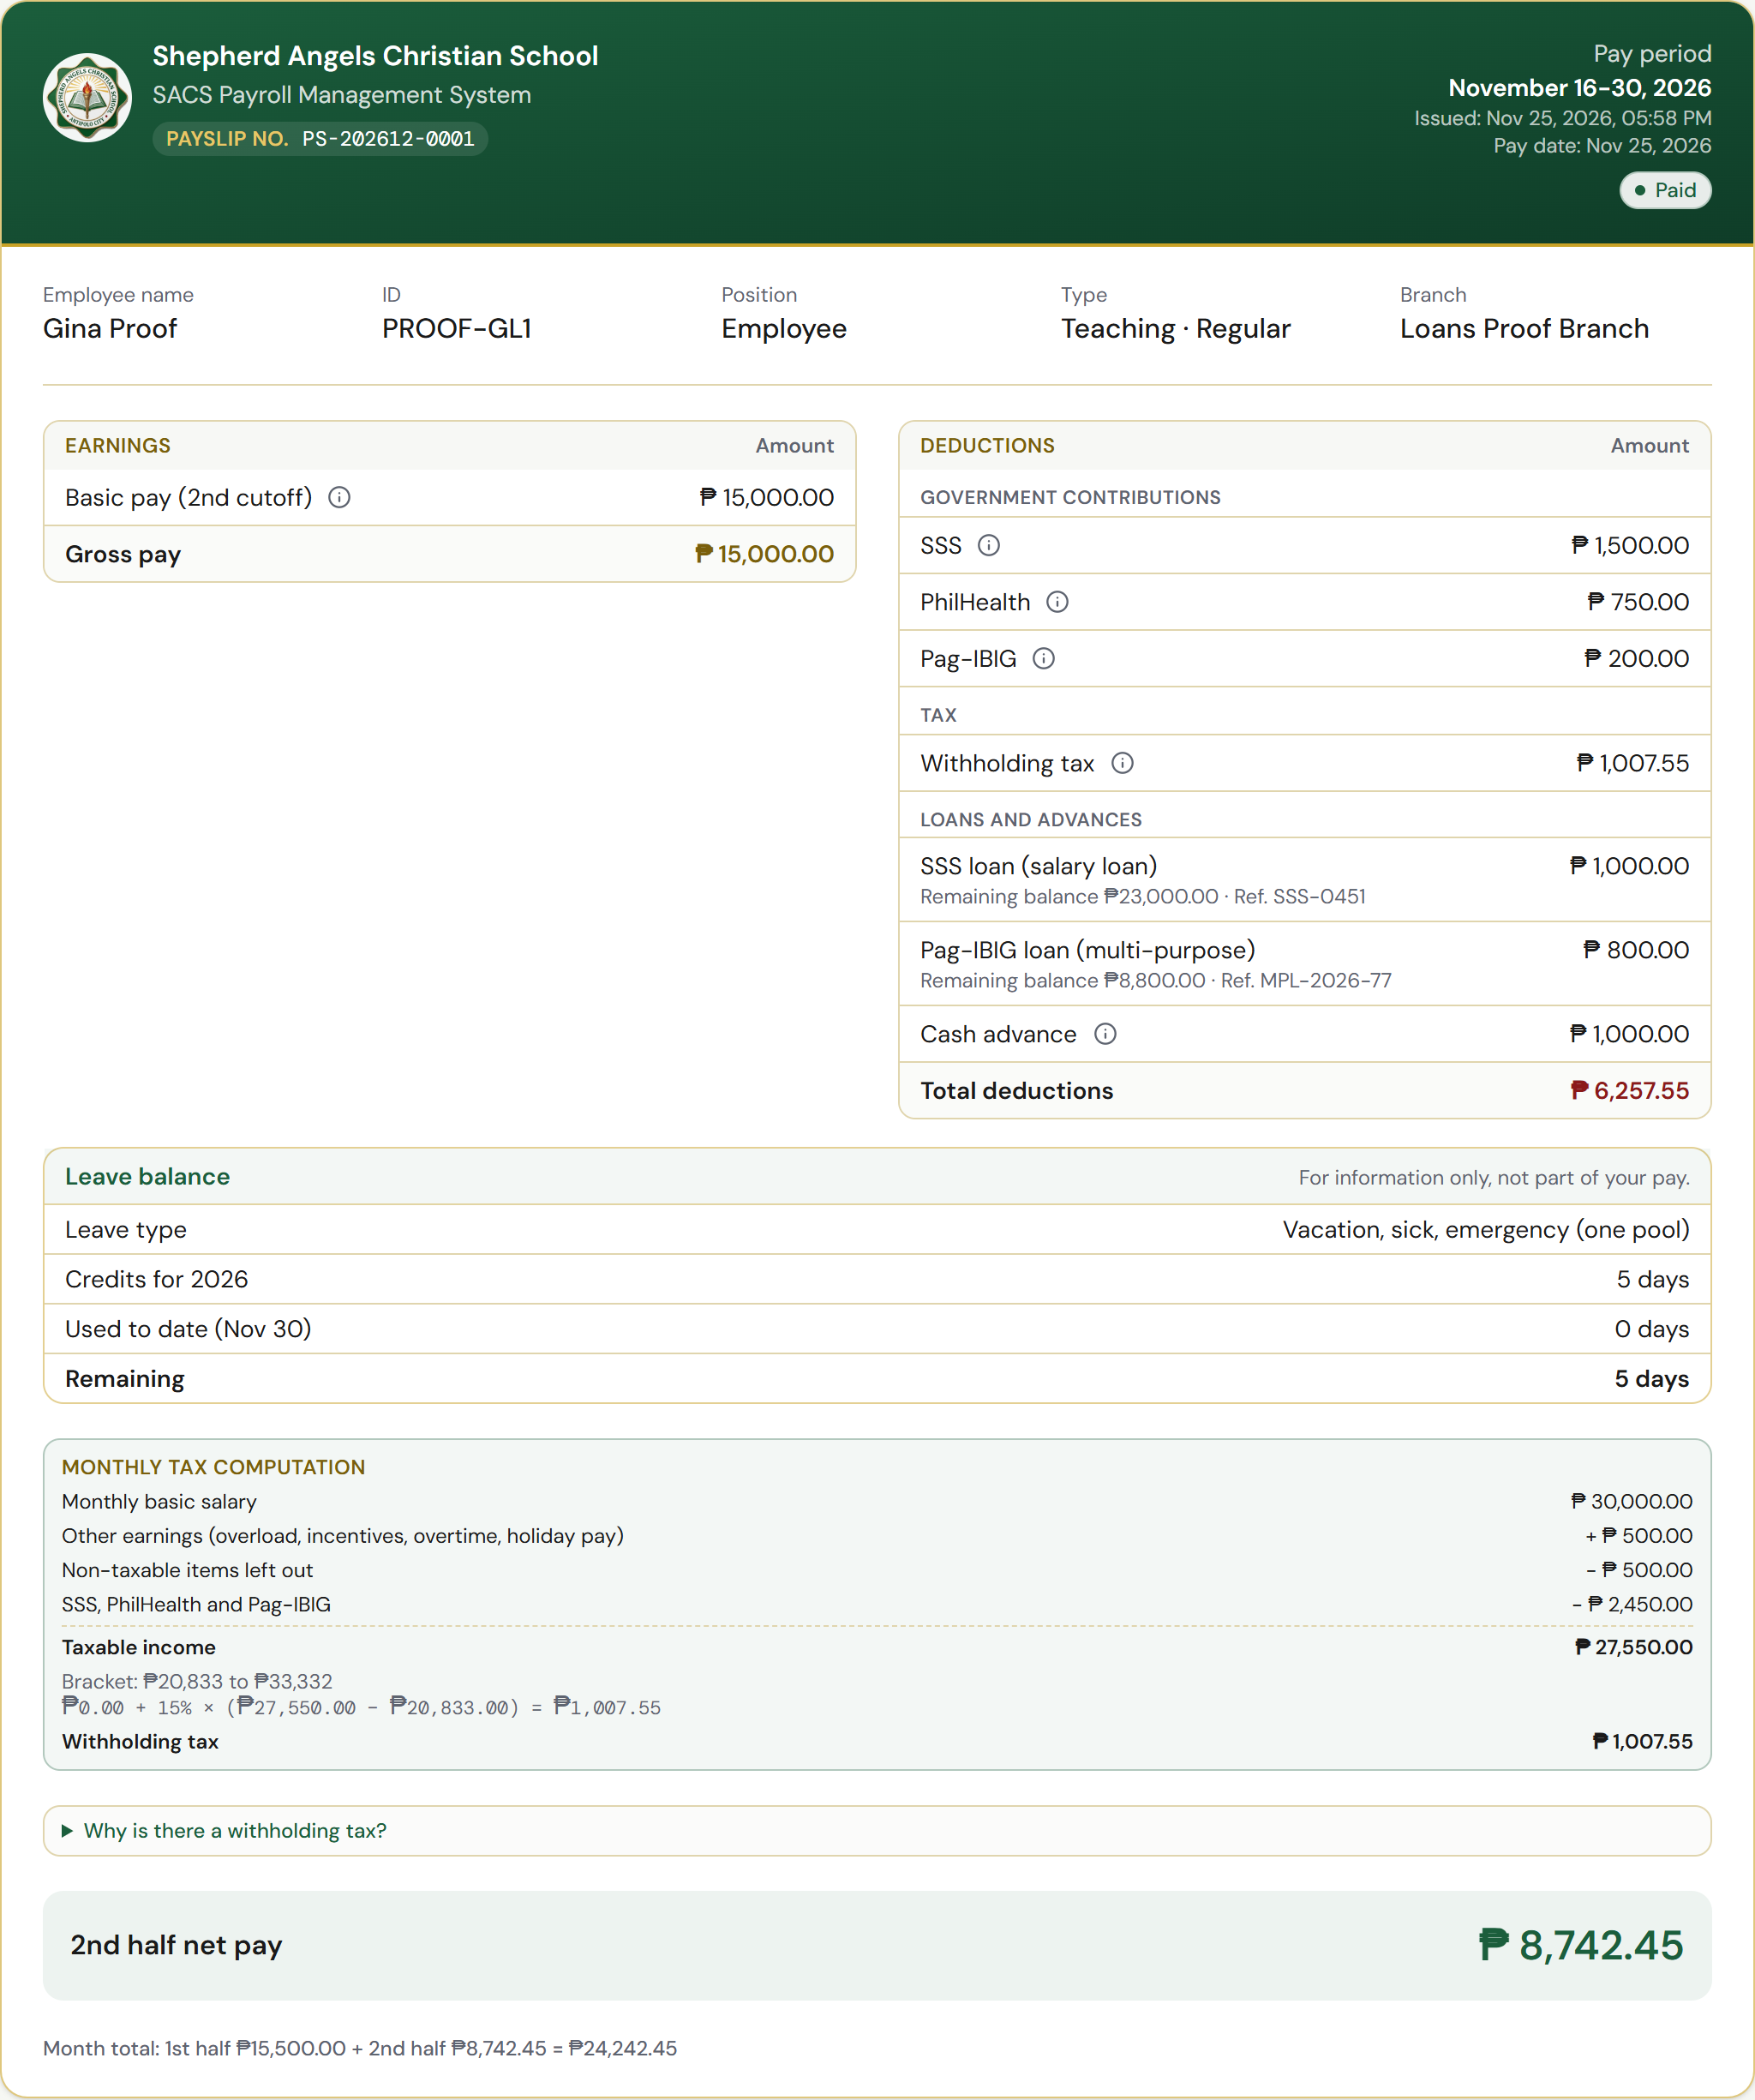 Shepherd Angels Christian School
SACS Payroll Management System
PAYSLIP NO. PS-202612-0001
Pay period
November 16-30, 2026
Issued: Nov 25, 2026, 05:58 PM
Pay date: Nov 25, 2026
Paid
SHEPHERD ANGELS CHRISTIAN SCHOOL
ANTIPOLO CITY
Employee name
Gina Proof
ID
PROOF-GL1
Position
Employee
Type
Teaching · Regular
Branch
Loans Proof Branch
EARNINGS Amount
Basic pay (2nd cutoff) ₱ 15,000.00
Gross pay ₱ 15,000.00
DEDUCTIONS Amount
GOVERNMENT CONTRIBUTIONS
SSS ₱ 1,500.00
PhilHealth ₱ 750.00
Pag-IBIG ₱ 200.00
TAX
Withholding tax ₱ 1,007.55
LOANS AND ADVANCES
SSS loan (salary loan) ₱ 1,000.00
Remaining balance ₱23,000.00 · Ref. SSS-0451
Pag-IBIG loan (multi-purpose) ₱ 800.00
Remaining balance ₱8,800.00 · Ref. MPL-2026-77
Cash advance ₱ 1,000.00
Total deductions ₱ 6,257.55
Leave balance For information only, not part of your pay.
Leave type Vacation, sick, emergency (one pool)
Credits for 2026 5 days
Used to date (Nov 30) 0 days
Remaining 5 days
MONTHLY TAX COMPUTATION
Monthly basic salary ₱ 30,000.00
Other earnings (overload, incentives, overtime, holiday pay) + ₱ 500.00
Non-taxable items left out - ₱ 500.00
SSS, PhilHealth and Pag-IBIG - ₱ 2,450.00
Taxable income ₱ 27,550.00
Bracket: ₱20,833 to ₱33,332
₱0.00 + 15% × (₱27,550.00 - ₱20,833.00) = ₱1,007.55
Withholding tax ₱ 1,007.55
Why is there a withholding tax?
2nd half net pay ₱ 8,742.45
Month total: 1st half ₱15,500.00 + 2nd half ₱8,742.45 = ₱24,242.45